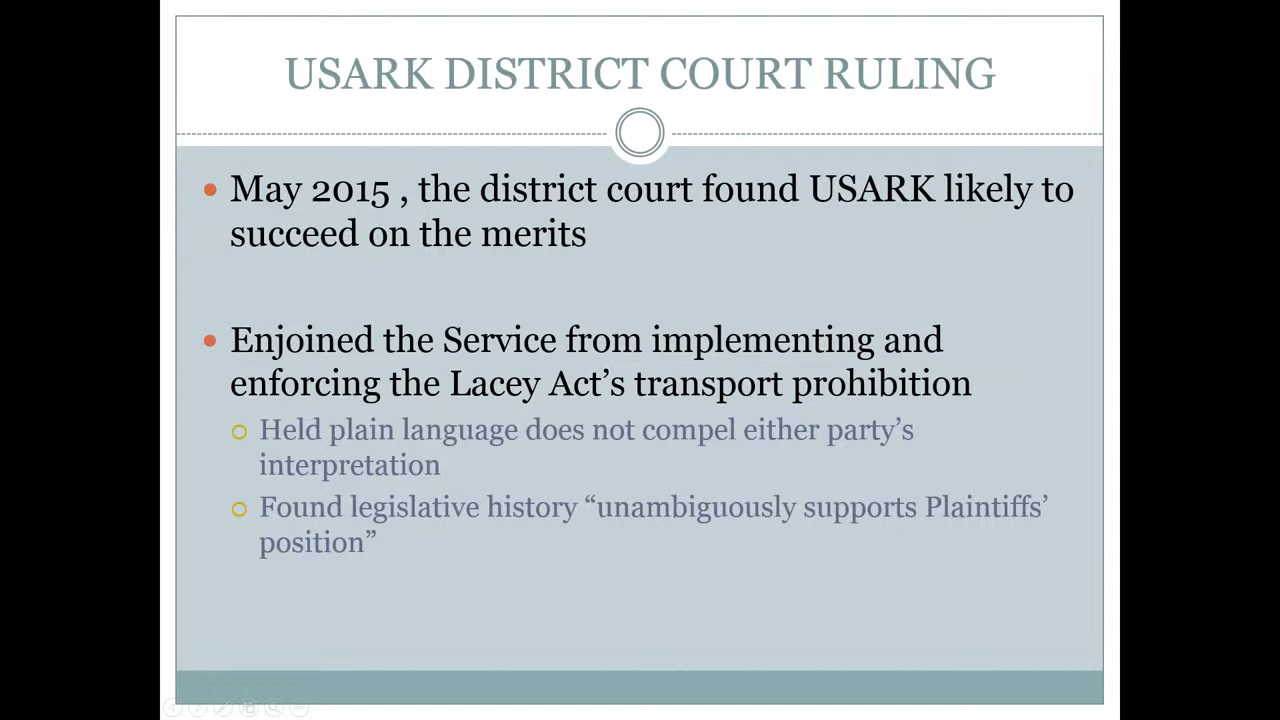 USARK DISTRICT COURT RULING
May 2015 , the district court found USARK likely to
succeed on the merits
Enjoined the Service from implementing and
enforcing the Lacey Act’s transport prohibition
Held plain language does not compel either party’s
interpretation
Found legislative history “unambiguously supports Plaintiffs’
position”